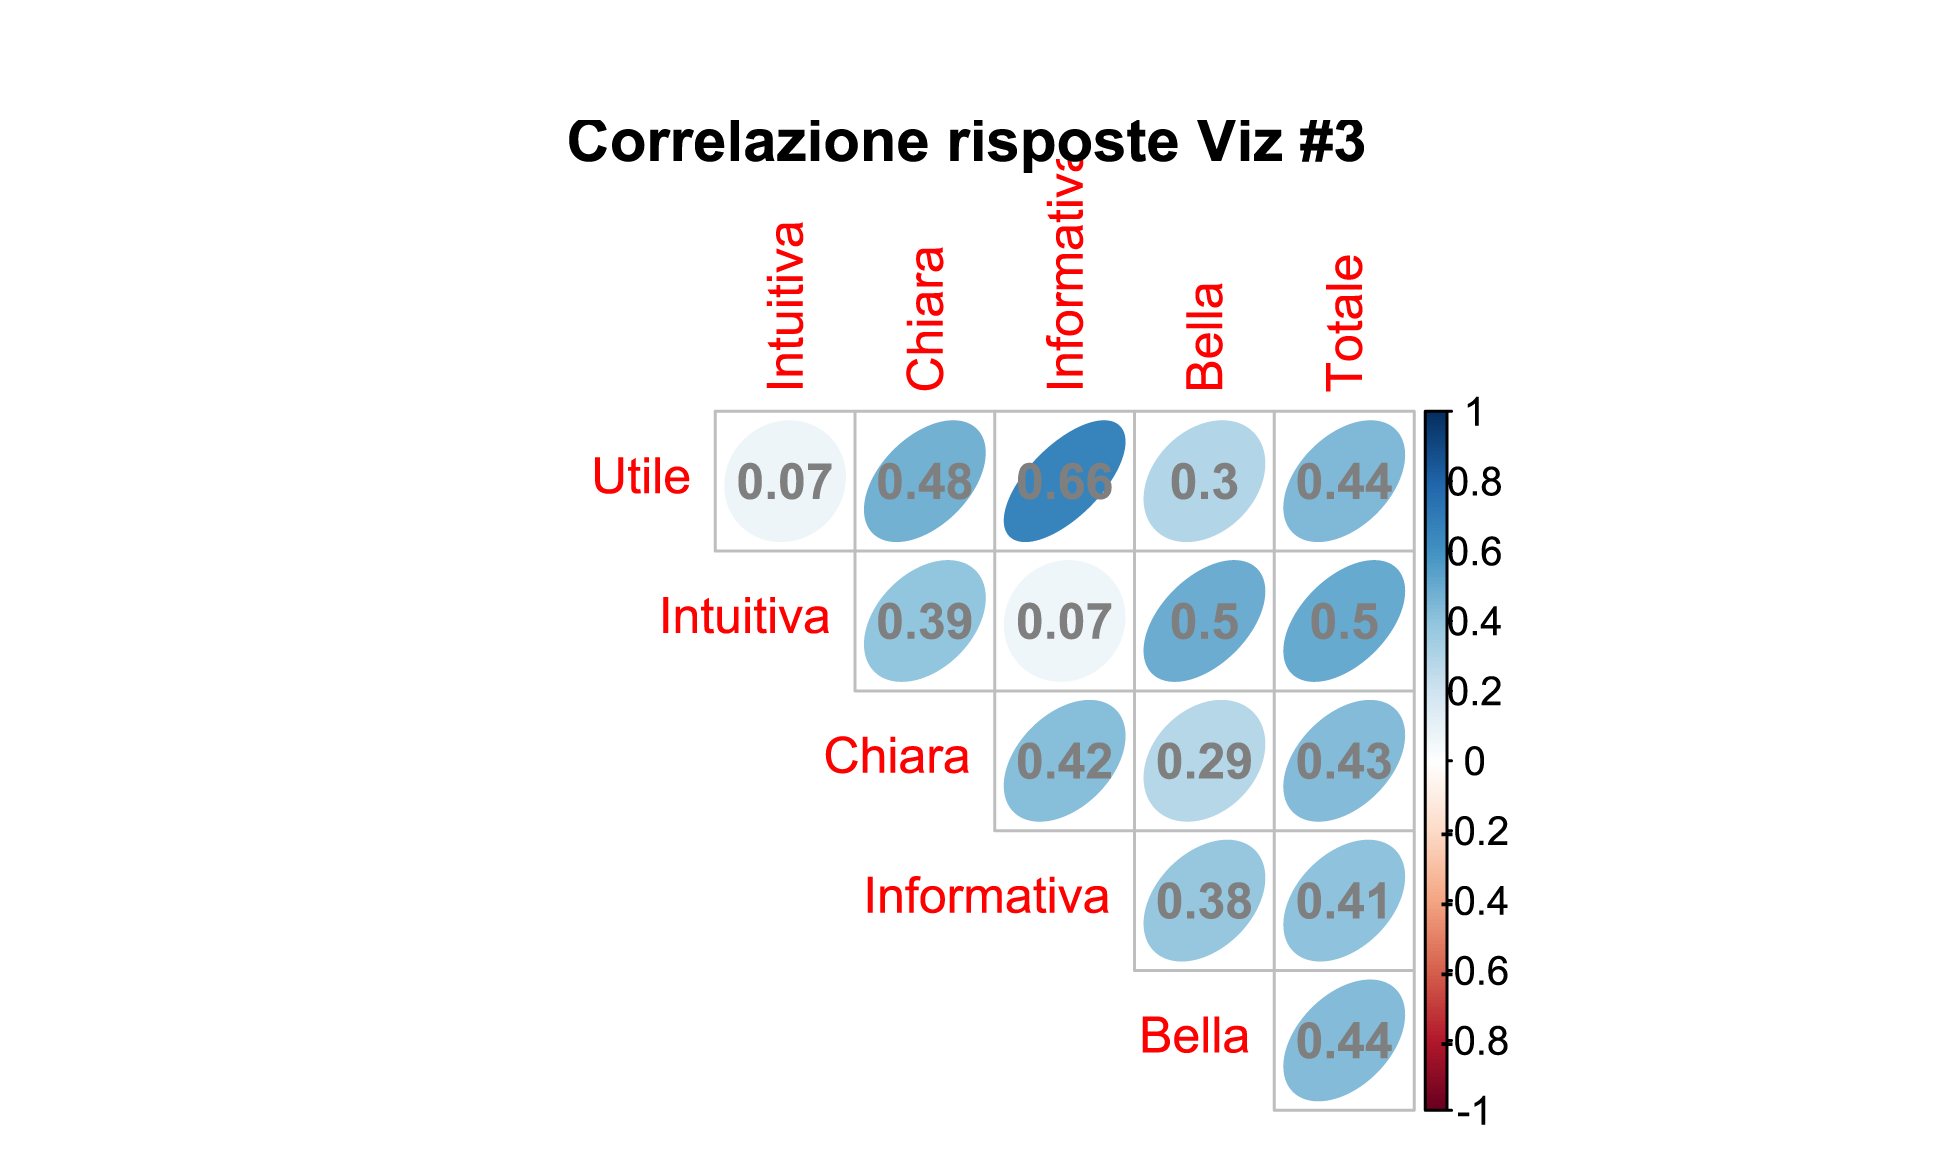 Correlazione risposte Viz #3
Intuitiva
Chiara
Informativa
Bella
Totale
Utile 0.07 0.48 0.66 0.3 0.44
Intuitiva 0.39 0.07 0.5 0.5
Chiara 0.42 0.29 0.43
Informativa 0.38 0.41
Bella 0.44
1
0.8
0.6
0.4
0.2
0
-0.2
-0.4
-0.6
-0.8
-1